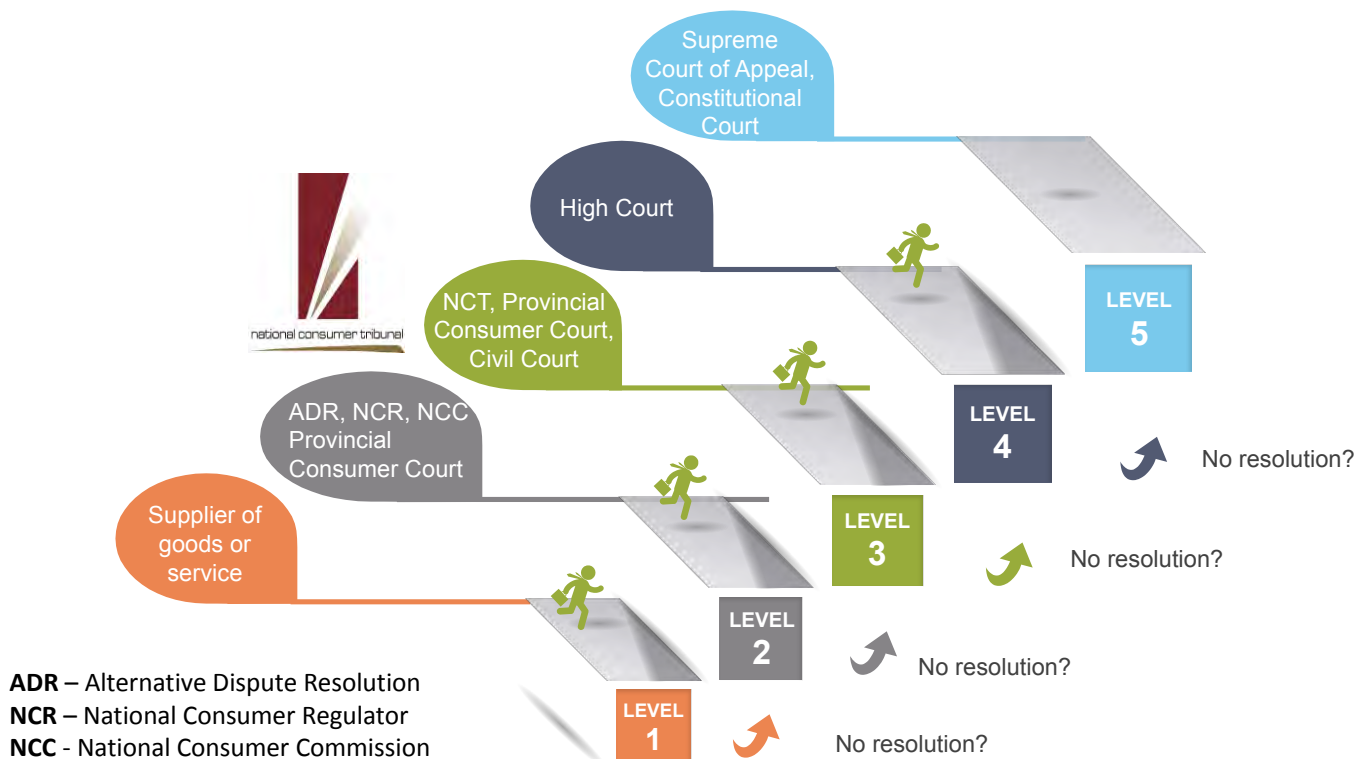 Supreme
Court of Appeal,
Constitutional
Court
High Court
national consumer tribunal
NCT, Provincial
Consumer Court,
Civil Court
LEVEL
5
ADR, NCR, NCC
Provincial
Consumer Court
LEVEL
4
No resolution?
Supplier of
goods or
service
LEVEL
3
No resolution?
LEVEL
2
No resolution?
ADR – Alternative Dispute Resolution
NCR – National Consumer Regulator
NCC - National Consumer Commission
LEVEL
1
No resolution?